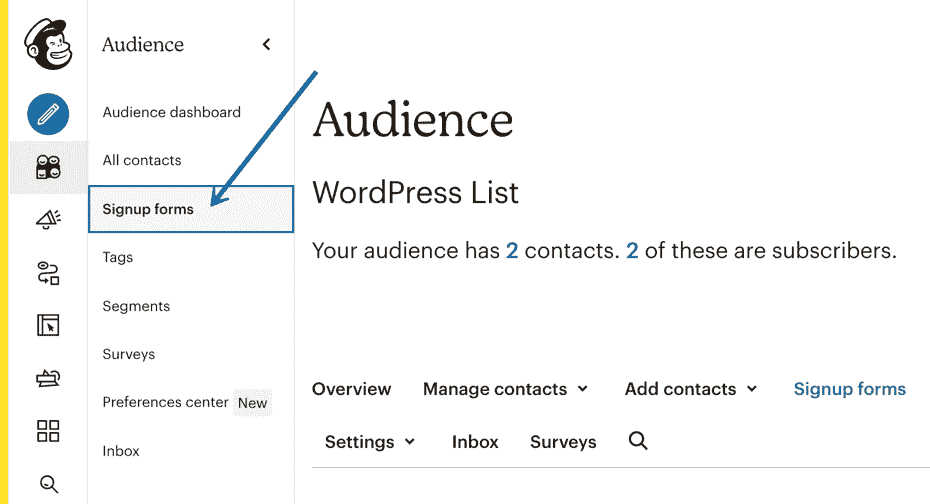 Audience
Audience dashboard
All contacts
Signup forms
Tags
Segments
Surveys
Preferences center New
Inbox
Audience
WordPress List
Your audience has 2 contacts. 2 of these are subscribers.
Overview Manage contacts Add contacts Signup forms
Settings Inbox Surveys